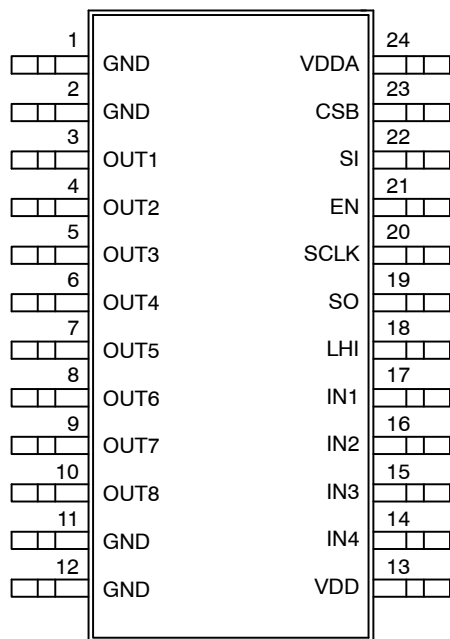 1 24
GND VDDA
2 23
GND CSB
3 22
OUT1 SI
4 21
OUT2 EN
5 20
OUT3 SCLK
6 19
OUT4 SO
7 18
OUT5 LHI
8 17
OUT6 IN1
9 16
OUT7 IN2
10 15
OUT8 IN3
11 14
GND IN4
12 13
GND VDD